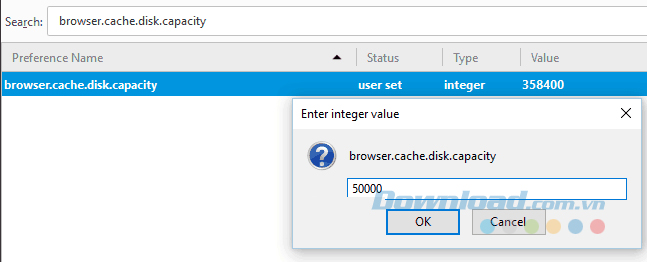 Search: browser.cache.disk.capacity
Preference Name Status Type Value
browser.cache.disk.capacity user set integer 358400
Enter integer value
browser.cache.disk.capacity
50000
Download.com.vn
OK Cancel